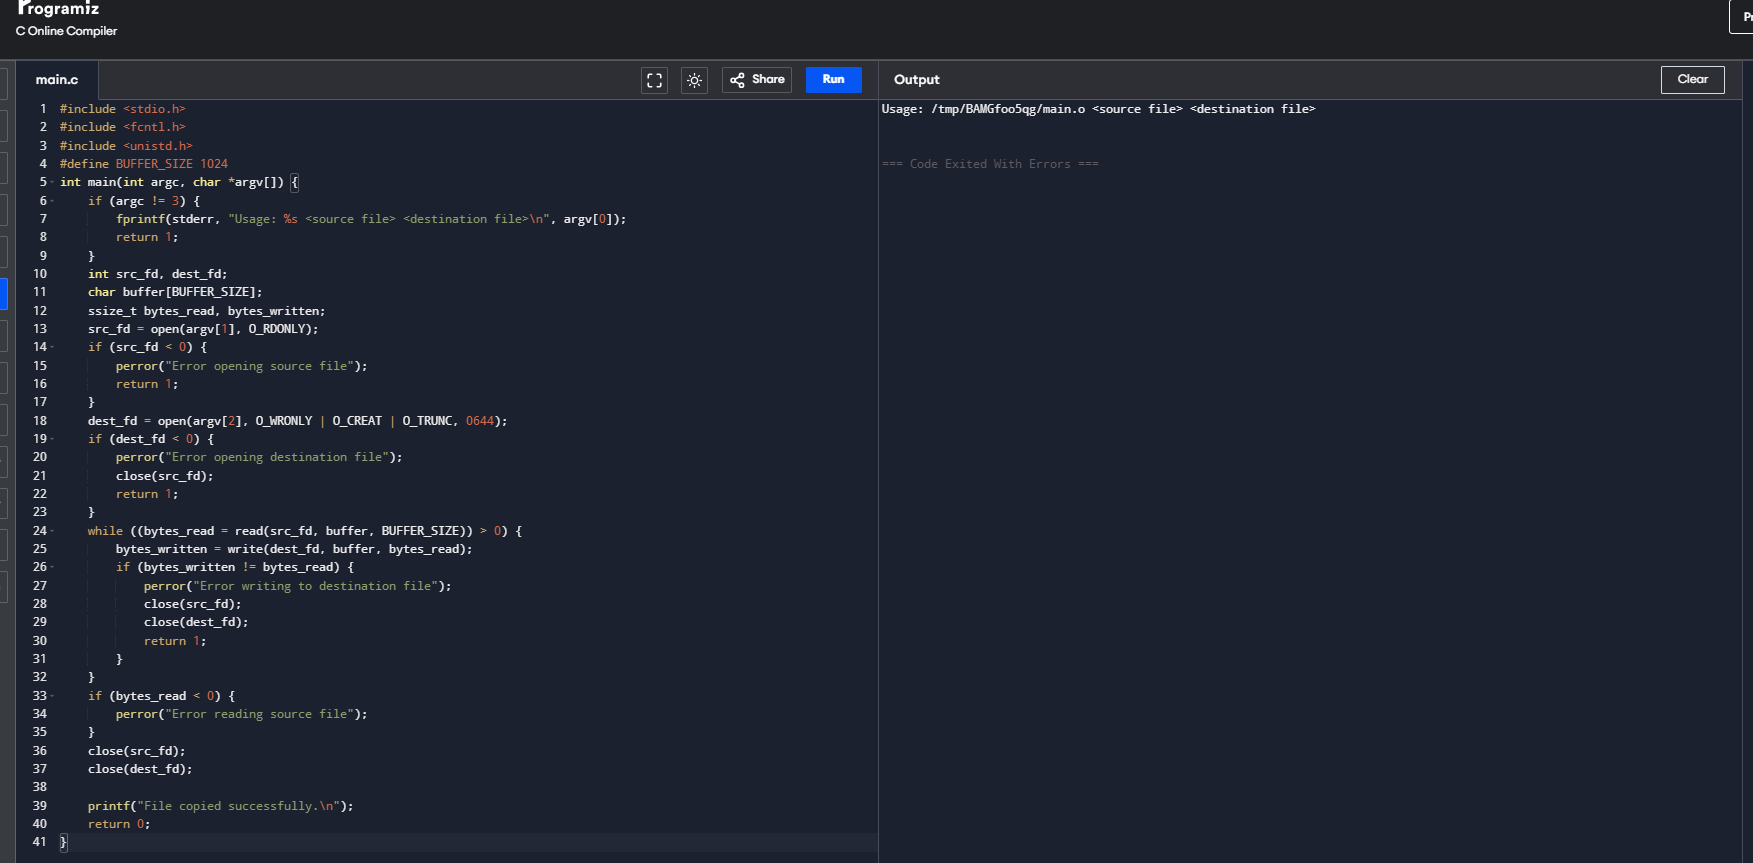 Programiz
C Online Compiler
main.c
Share
Run
Output
Clear
1 #include <stdio.h>
2 #include <fcntl.h>
3 #include <unistd.h>
4 #define BUFFER_SIZE 1024
5 int main(int argc, char *argv[]) {
6     if (argc != 3) {
7         fprintf(stderr, "Usage: %s <source file> <destination file>\n", argv[0]);
8         return 1;
9     }
10     int src_fd, dest_fd;
11     char buffer[BUFFER_SIZE];
12     ssize_t bytes_read, bytes_written;
13     src_fd = open(argv[1], O_RDONLY);
14     if (src_fd < 0) {
15         perror("Error opening source file");
16         return 1;
17     }
18     dest_fd = open(argv[2], O_WRONLY | O_CREAT | O_TRUNC, 0644);
19     if (dest_fd < 0) {
20         perror("Error opening destination file");
21         close(src_fd);
22         return 1;
23     }
24     while ((bytes_read = read(src_fd, buffer, BUFFER_SIZE)) > 0) {
25         bytes_written = write(dest_fd, buffer, bytes_read);
26         if (bytes_written != bytes_read) {
27             perror("Error writing to destination file");
28             close(src_fd);
29             close(dest_fd);
30             return 1;
31         }
32     }
33     if (bytes_read < 0) {
34         perror("Error reading source file");
35     }
36     close(src_fd);
37     close(dest_fd);
38
39     printf("File copied successfully.\n");
40     return 0;
41 }
Usage: /tmp/BAMGfoo5qg/main.o <source file> <destination file>
=== Code Exited With Errors ===